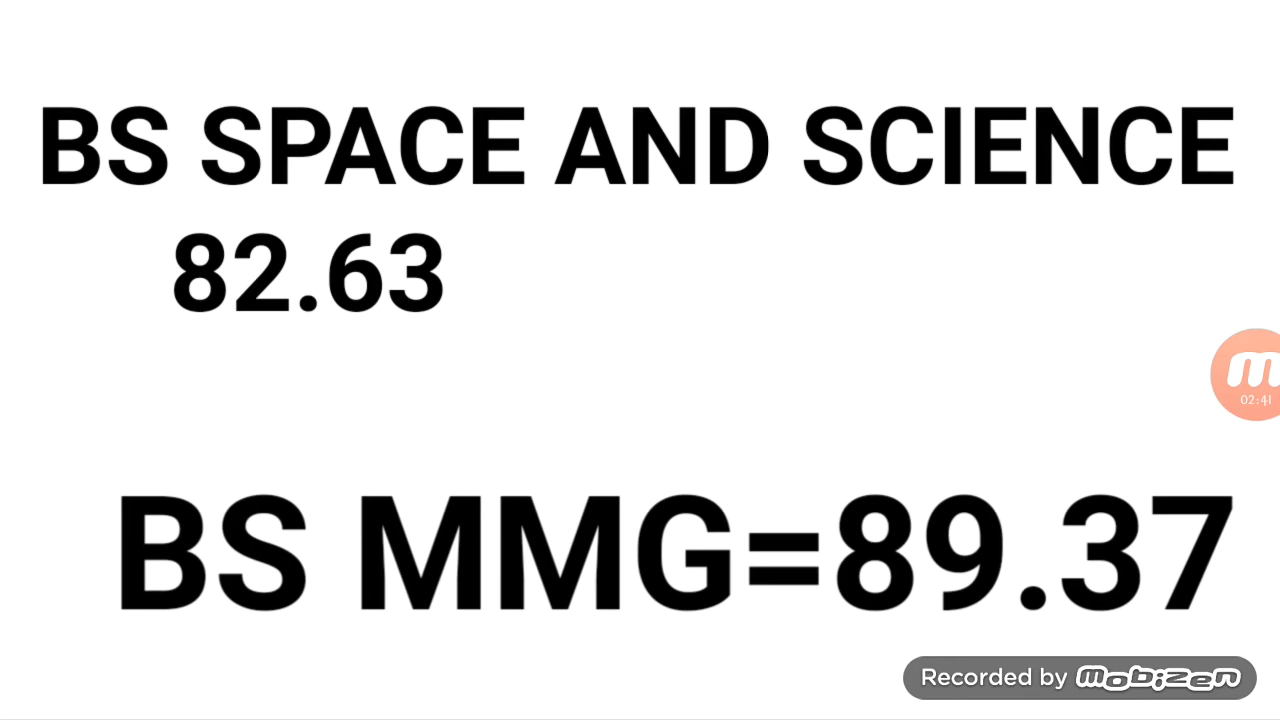 BS SPACE AND SCIENCE
82.63
m
02:41
BS MMG=89.37
Recorded by mobizen